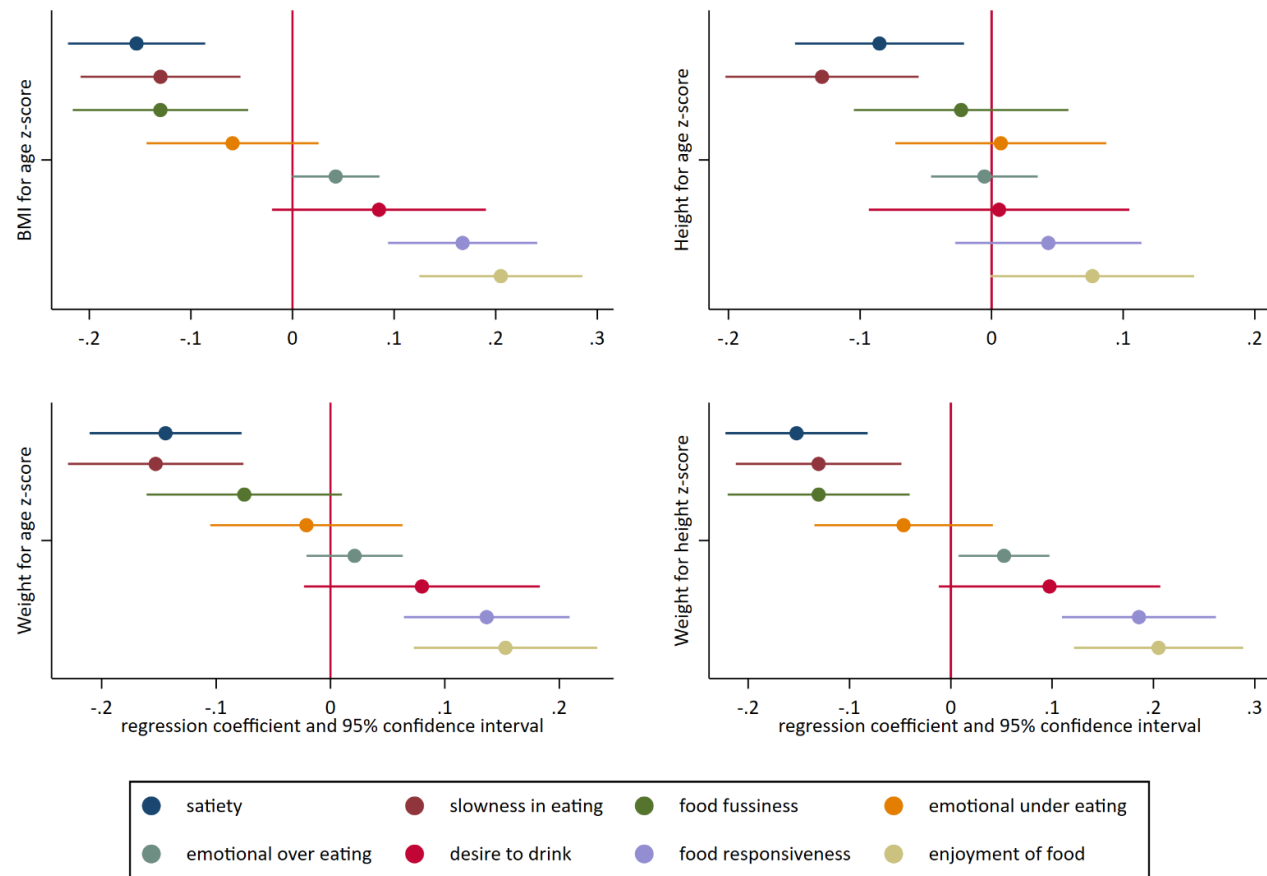 BMI for age z-score
-.2 -.1 0 .1 .2 .3
Height for age z-score
-.2 -.1 0 .1 .2
Weight for age z-score
-.2 -.1 0 .1 .2
regression coefficient and 95% confidence interval
Weight for height z-score
-.2 -.1 0 .1 .2 .3
regression coefficient and 95% confidence interval
satiety slowness in eating food fussiness emotional under eating
emotional over eating desire to drink food responsiveness enjoyment of food